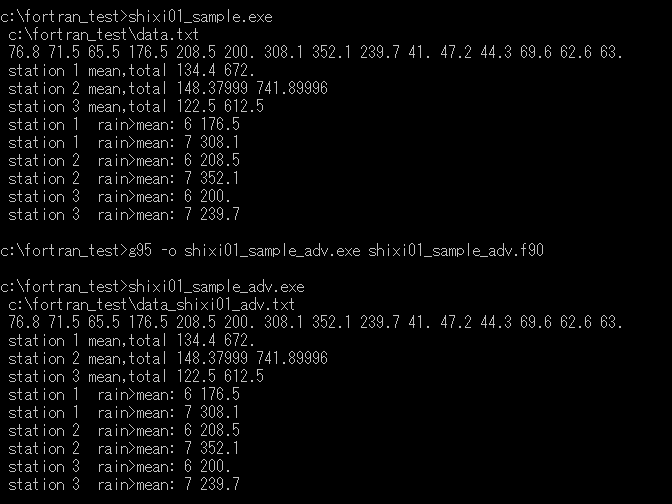 c:\fortran_test>shixi01_sample.exe
c:\fortran_test\data.txt
76.8 71.5 65.5 176.5 208.5 200. 308.1 352.1 239.7 41. 47.2 44.3 69.6 62.6 63.
station 1 mean,total 134.4 672.
station 2 mean,total 148.37999 741.89996
station 3 mean,total 122.5 612.5
station 1  rain>mean: 6 176.5
station 1  rain>mean: 7 308.1
station 2  rain>mean: 6 208.5
station 2  rain>mean: 7 352.1
station 3  rain>mean: 6 200.
station 3  rain>mean: 7 239.7
c:\fortran_test>g95 -o shixi01_sample_adv.exe shixi01_sample_adv.f90
c:\fortran_test>shixi01_sample_adv.exe
c:\fortran_test\data_shixi01_adv.txt
76.8 71.5 65.5 176.5 208.5 200. 308.1 352.1 239.7 41. 47.2 44.3 69.6 62.6 63.
station 1 mean,total 134.4 672.
station 2 mean,total 148.37999 741.89996
station 3 mean,total 122.5 612.5
station 1  rain>mean: 6 176.5
station 1  rain>mean: 7 308.1
station 2  rain>mean: 6 208.5
station 2  rain>mean: 7 352.1
station 3  rain>mean: 6 200.
station 3  rain>mean: 7 239.7